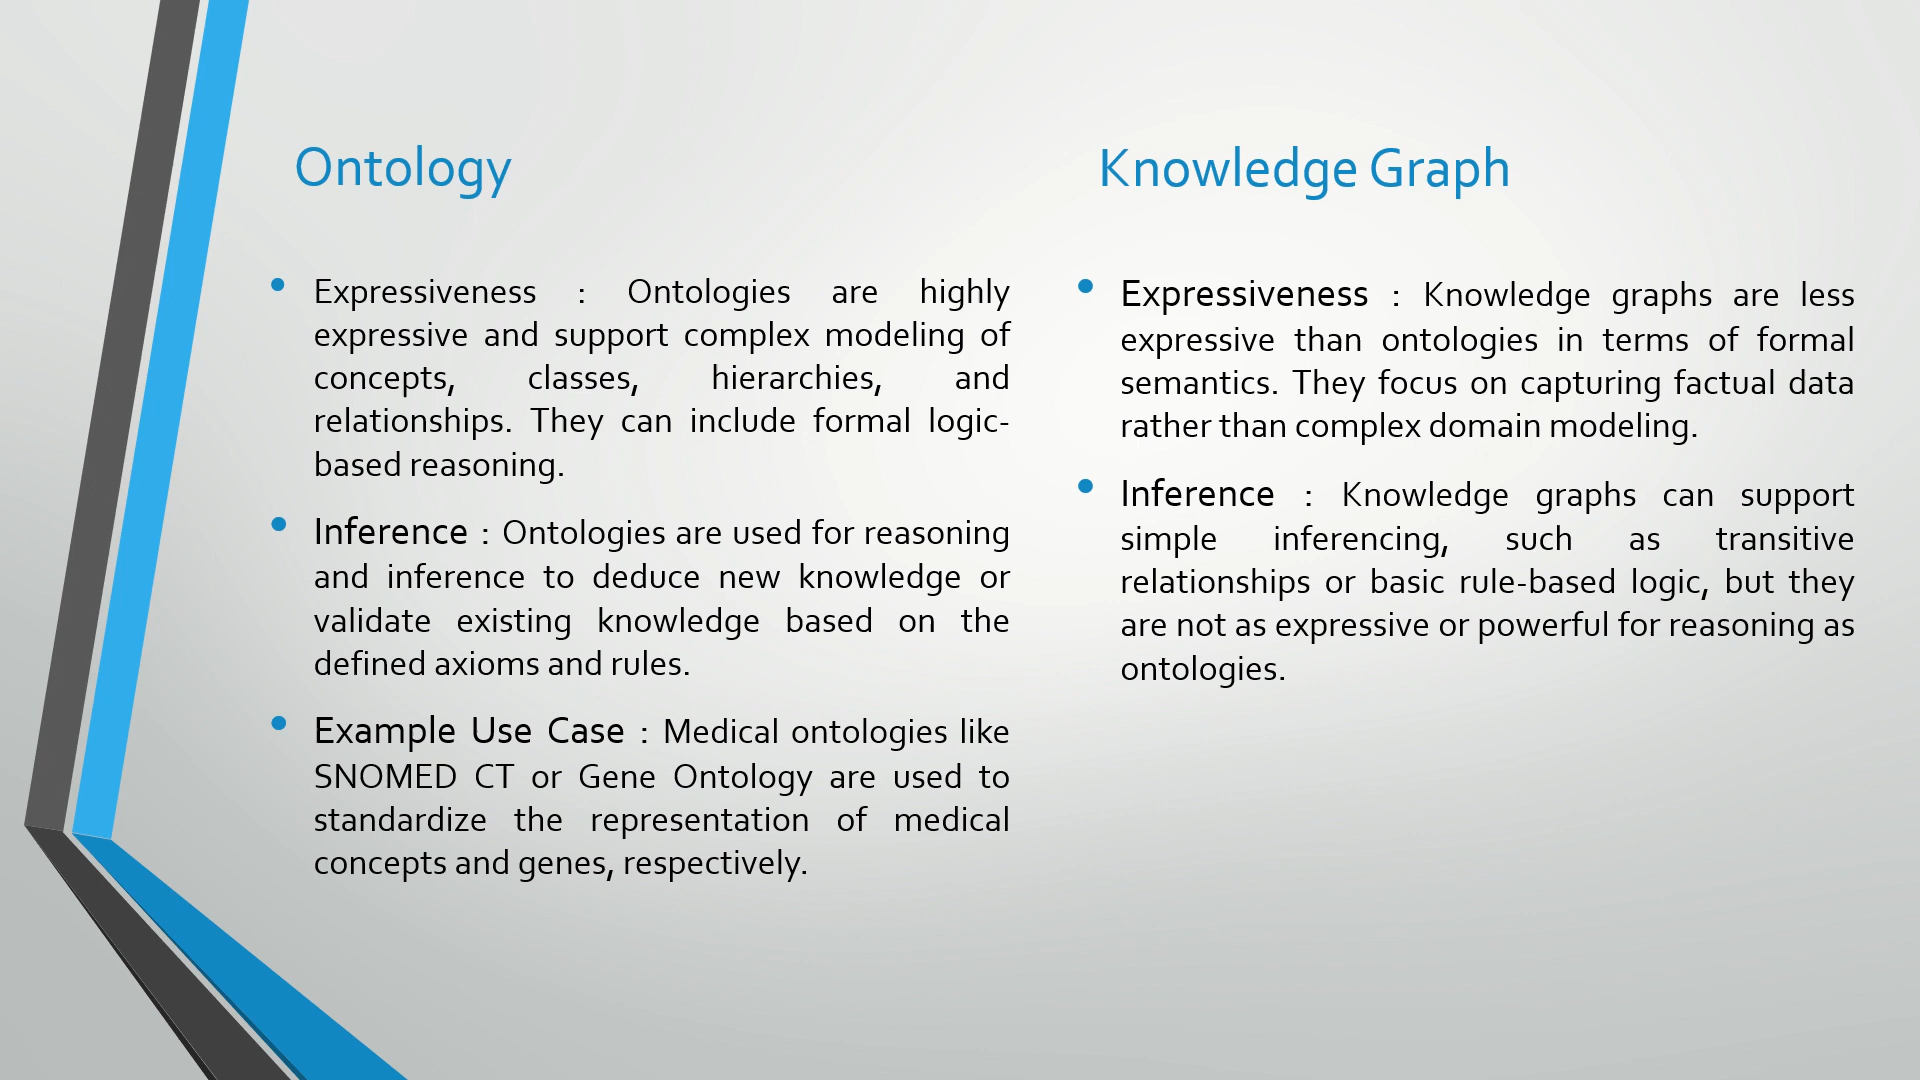 Ontology
• Expressiveness : Ontologies are highly
expressive and support complex modeling of
concepts, classes, hierarchies, and
relationships. They can include formal logic-
based reasoning.
• Inference : Ontologies are used for reasoning
and inference to deduce new knowledge or
validate existing knowledge based on the
defined axioms and rules.
• Example Use Case : Medical ontologies like
SNOMED CT or Gene Ontology are used to
standardize the representation of medical
concepts and genes, respectively.
Knowledge Graph
• Expressiveness : Knowledge graphs are less
expressive than ontologies in terms of formal
semantics. They focus on capturing factual data
rather than complex domain modeling.
• Inference : Knowledge graphs can support
simple inferencing, such as transitive
relationships or basic rule-based logic, but they
are not as expressive or powerful for reasoning as
ontologies.